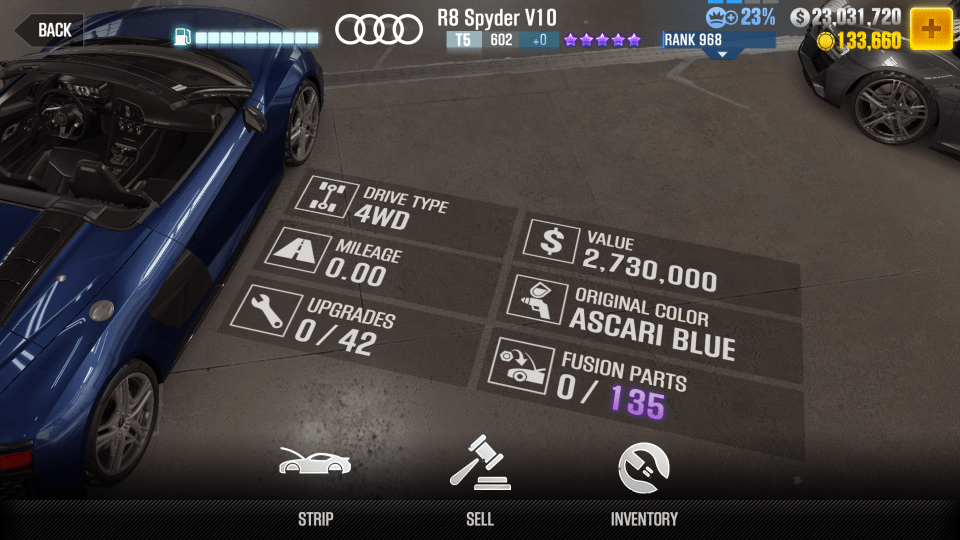 BACK
R8 Spyder V10
T5 602 +0
RANK 968
23%
23,031,720
133,660
DRIVE TYPE
4WD
MILEAGE
0.00
UPGRADES
0/42
VALUE
2,730,000
ORIGINAL COLOR
ASCARI BLUE
FUSION PARTS
0/ 135
STRIP
SELL
INVENTORY